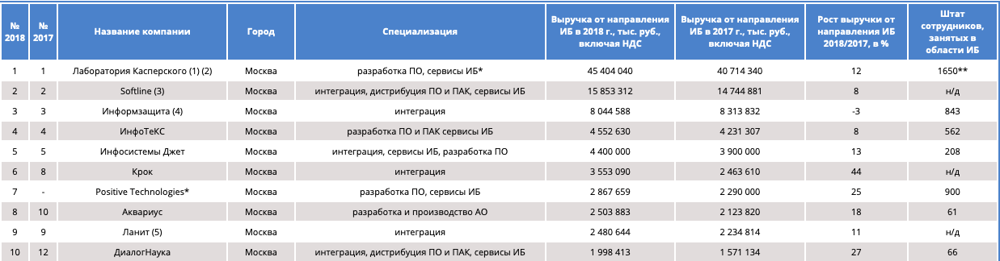 № 2018 № 2017 Название компании Город Специализация Выручка от направления ИБ в 2018 г., тыс. руб., включая НДС Выручка от направления ИБ в 2017 г., тыс. руб., включая НДС Рост выручки от направления ИБ 2018/2017, в % Штат сотрудников, занятых в области ИБ
1 1 Лаборатория Касперского (1) (2) Москва разработка ПО, сервисы ИБ* 45 404 040 40 714 340 12 1650**
2 2 Softline (3) Москва интеграция, дистрибуция ПО и ПАК, сервисы ИБ 15 853 312 14 744 881 8 н/д
3 3 Информзащита (4) Москва интеграция 8 044 588 8 313 832 -3 843
4 4 ИнфоТеКС Москва разработка ПО и ПАК сервисы ИБ 4 552 630 4 231 307 8 562
5 5 Инфосистемы Джет Москва интеграция, сервисы ИБ, разработка ПО 4 400 000 3 900 000 13 208
6 8 Крок Москва интеграция 3 553 090 2 463 610 44 н/д
7 - Positive Technologies* Москва разработка ПО, сервисы ИБ 2 867 659 2 290 000 25 900
8 10 Аквариус Москва разработка и производство АО 2 503 883 2 123 820 18 61
9 9 Ланит (5) Москва интеграция 2 480 644 2 234 814 11 н/д
10 12 ДиалогНаука Москва интеграция, дистрибуция ПО и ПАК, сервисы ИБ 1 998 413 1 571 134 27 66